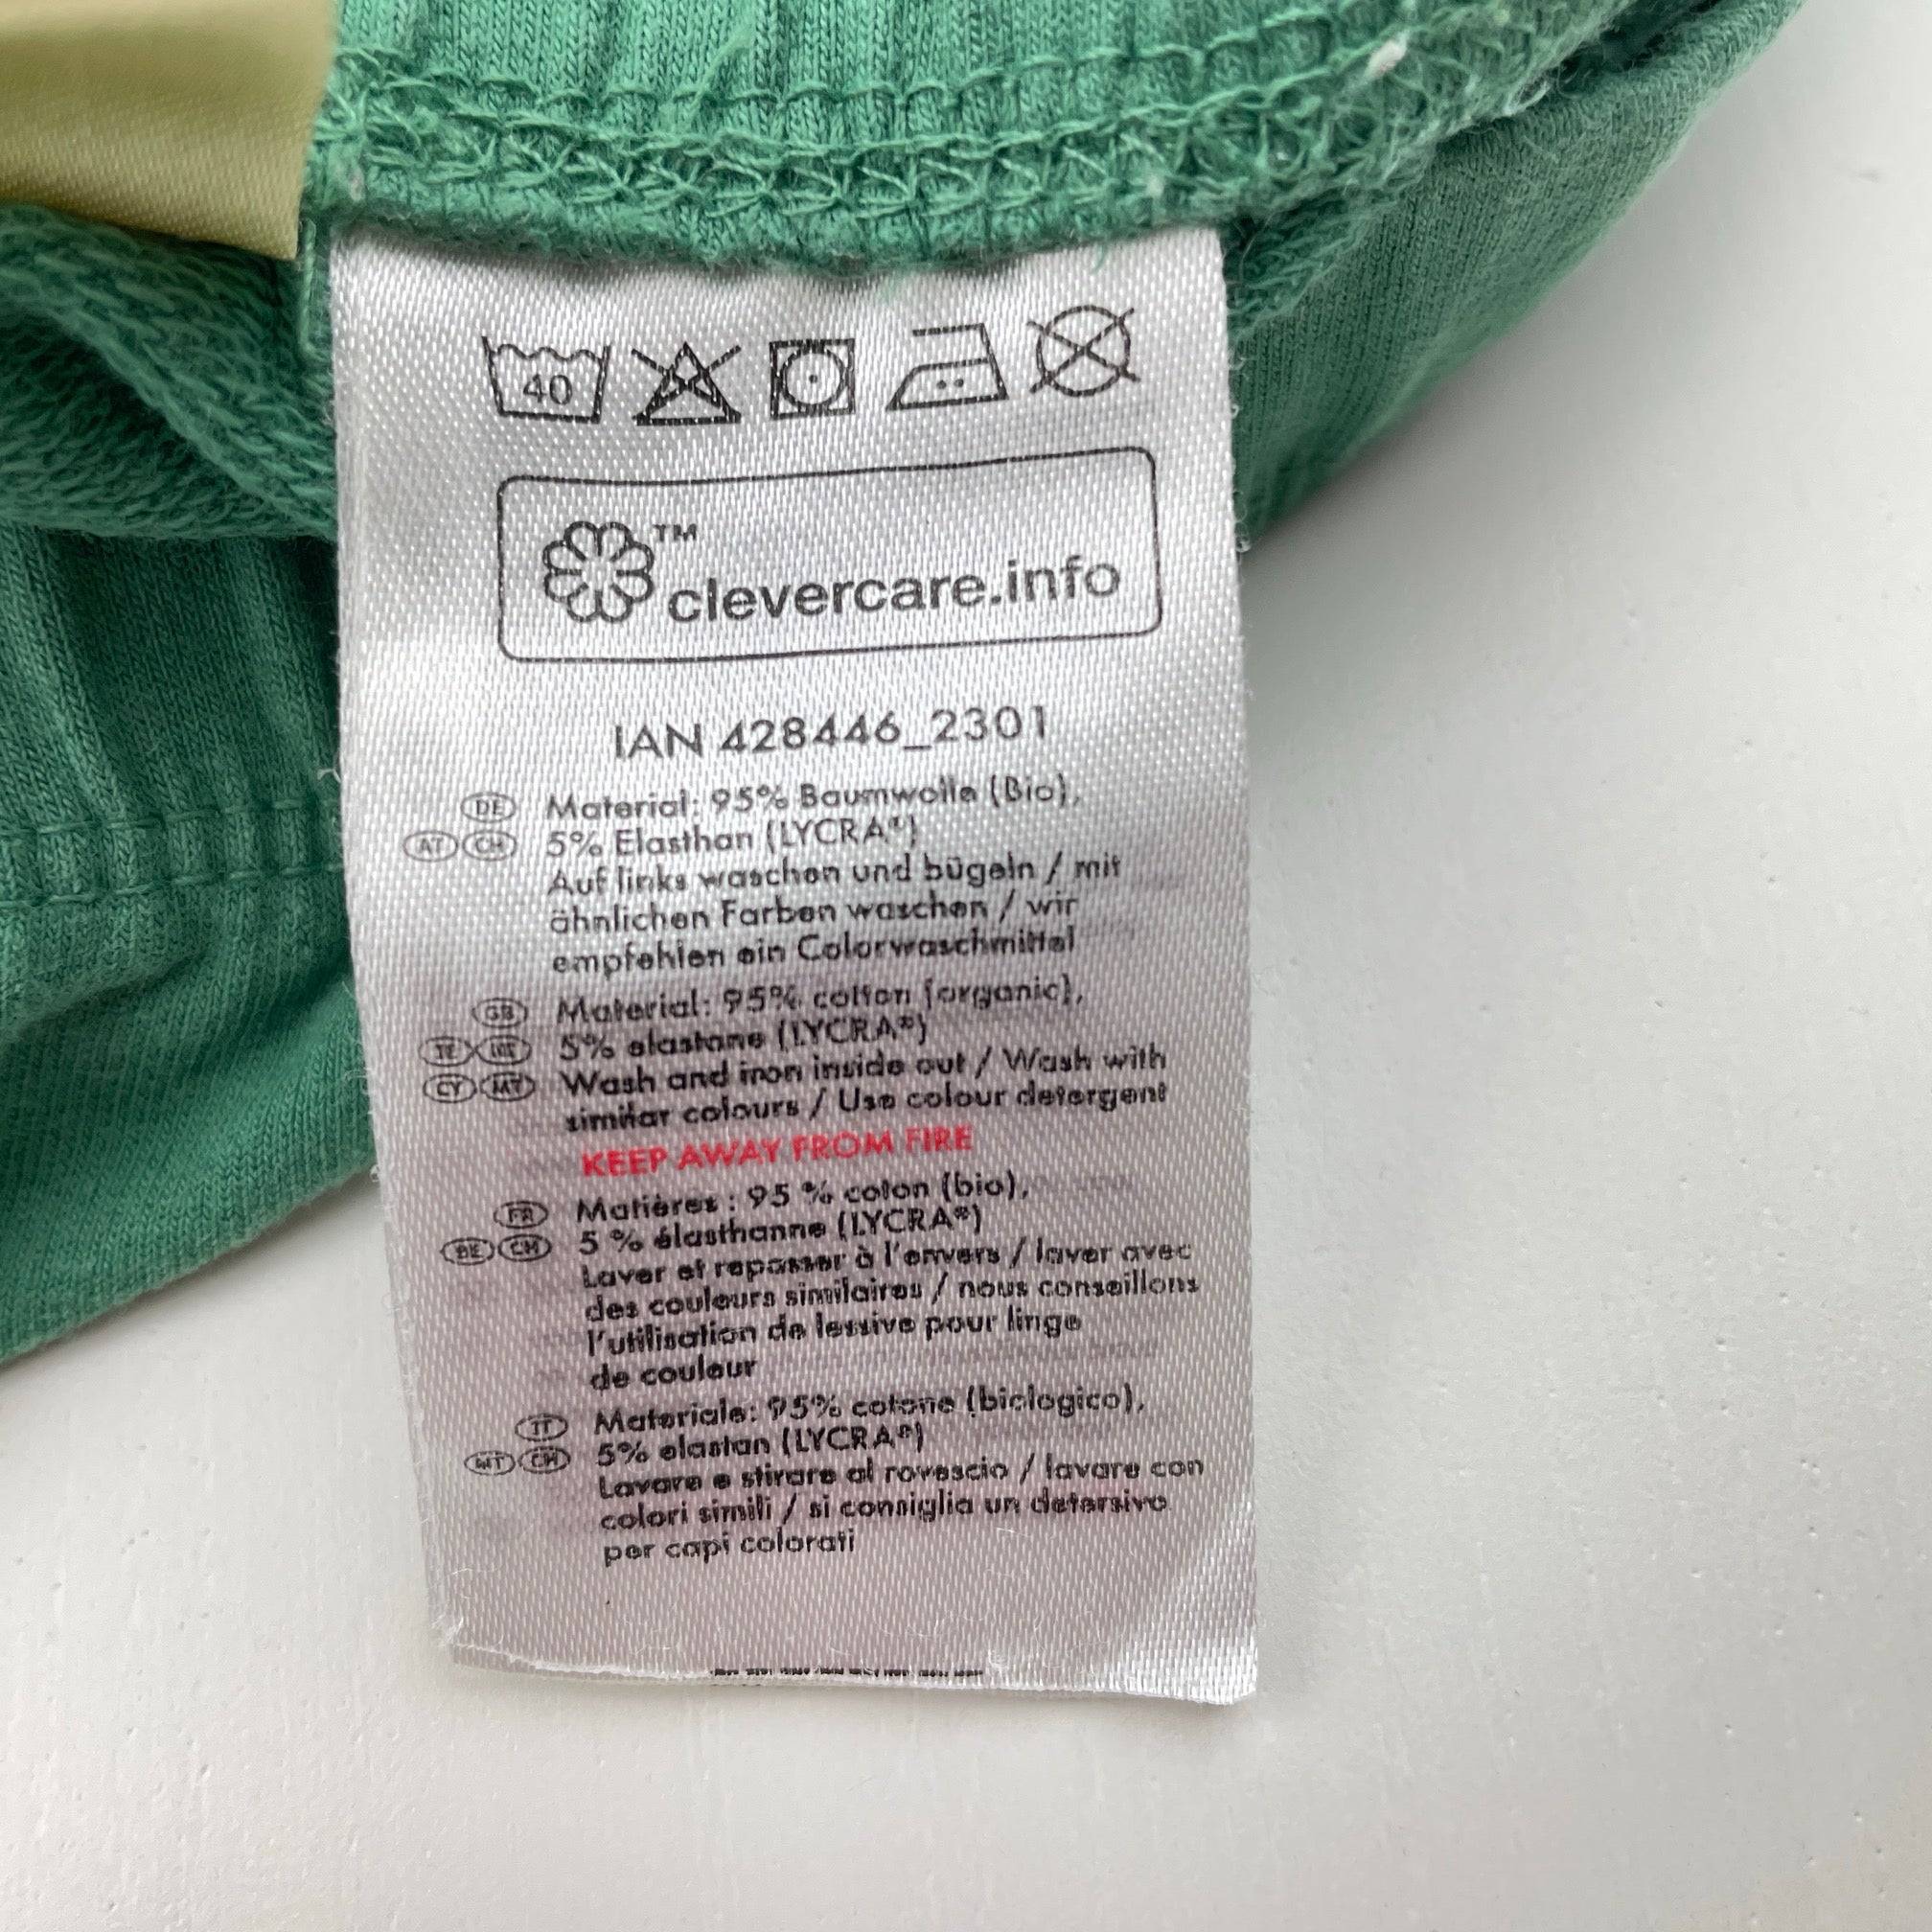 40
™
clevercare.info
IAN 428446_2301
DE Material: 95% Baumwolle (Bio),
AT CH 5% Elasthan (LYCRA®)
Auf links waschen und bügeln / mit
ähnlichen Farben waschen / wir
empfehlen ein Colorwaschmittel
GB Material: 95% cotton (organic),
IE NIE 5% elastane (LYCRA®)
CY MT Wash and iron inside out / Wash with
similar colours / Use colour detergent
KEEP AWAY FROM FIRE
FR Matières : 95 % coton (bio),
BE CH 5 % élasthanne (LYCRA®)
Laver et repasser à l'envers / laver avec
des couleurs similaires / nous conseillons
l'utilisation de lessive pour linge
de couleur
IT Materiale: 95% cotone (biologico),
MT CH 5% elastan (LYCRA®)
Lavare e stirare al rovescio / lavare con
colori simili / si consiglia un detersivo
per capi colorati